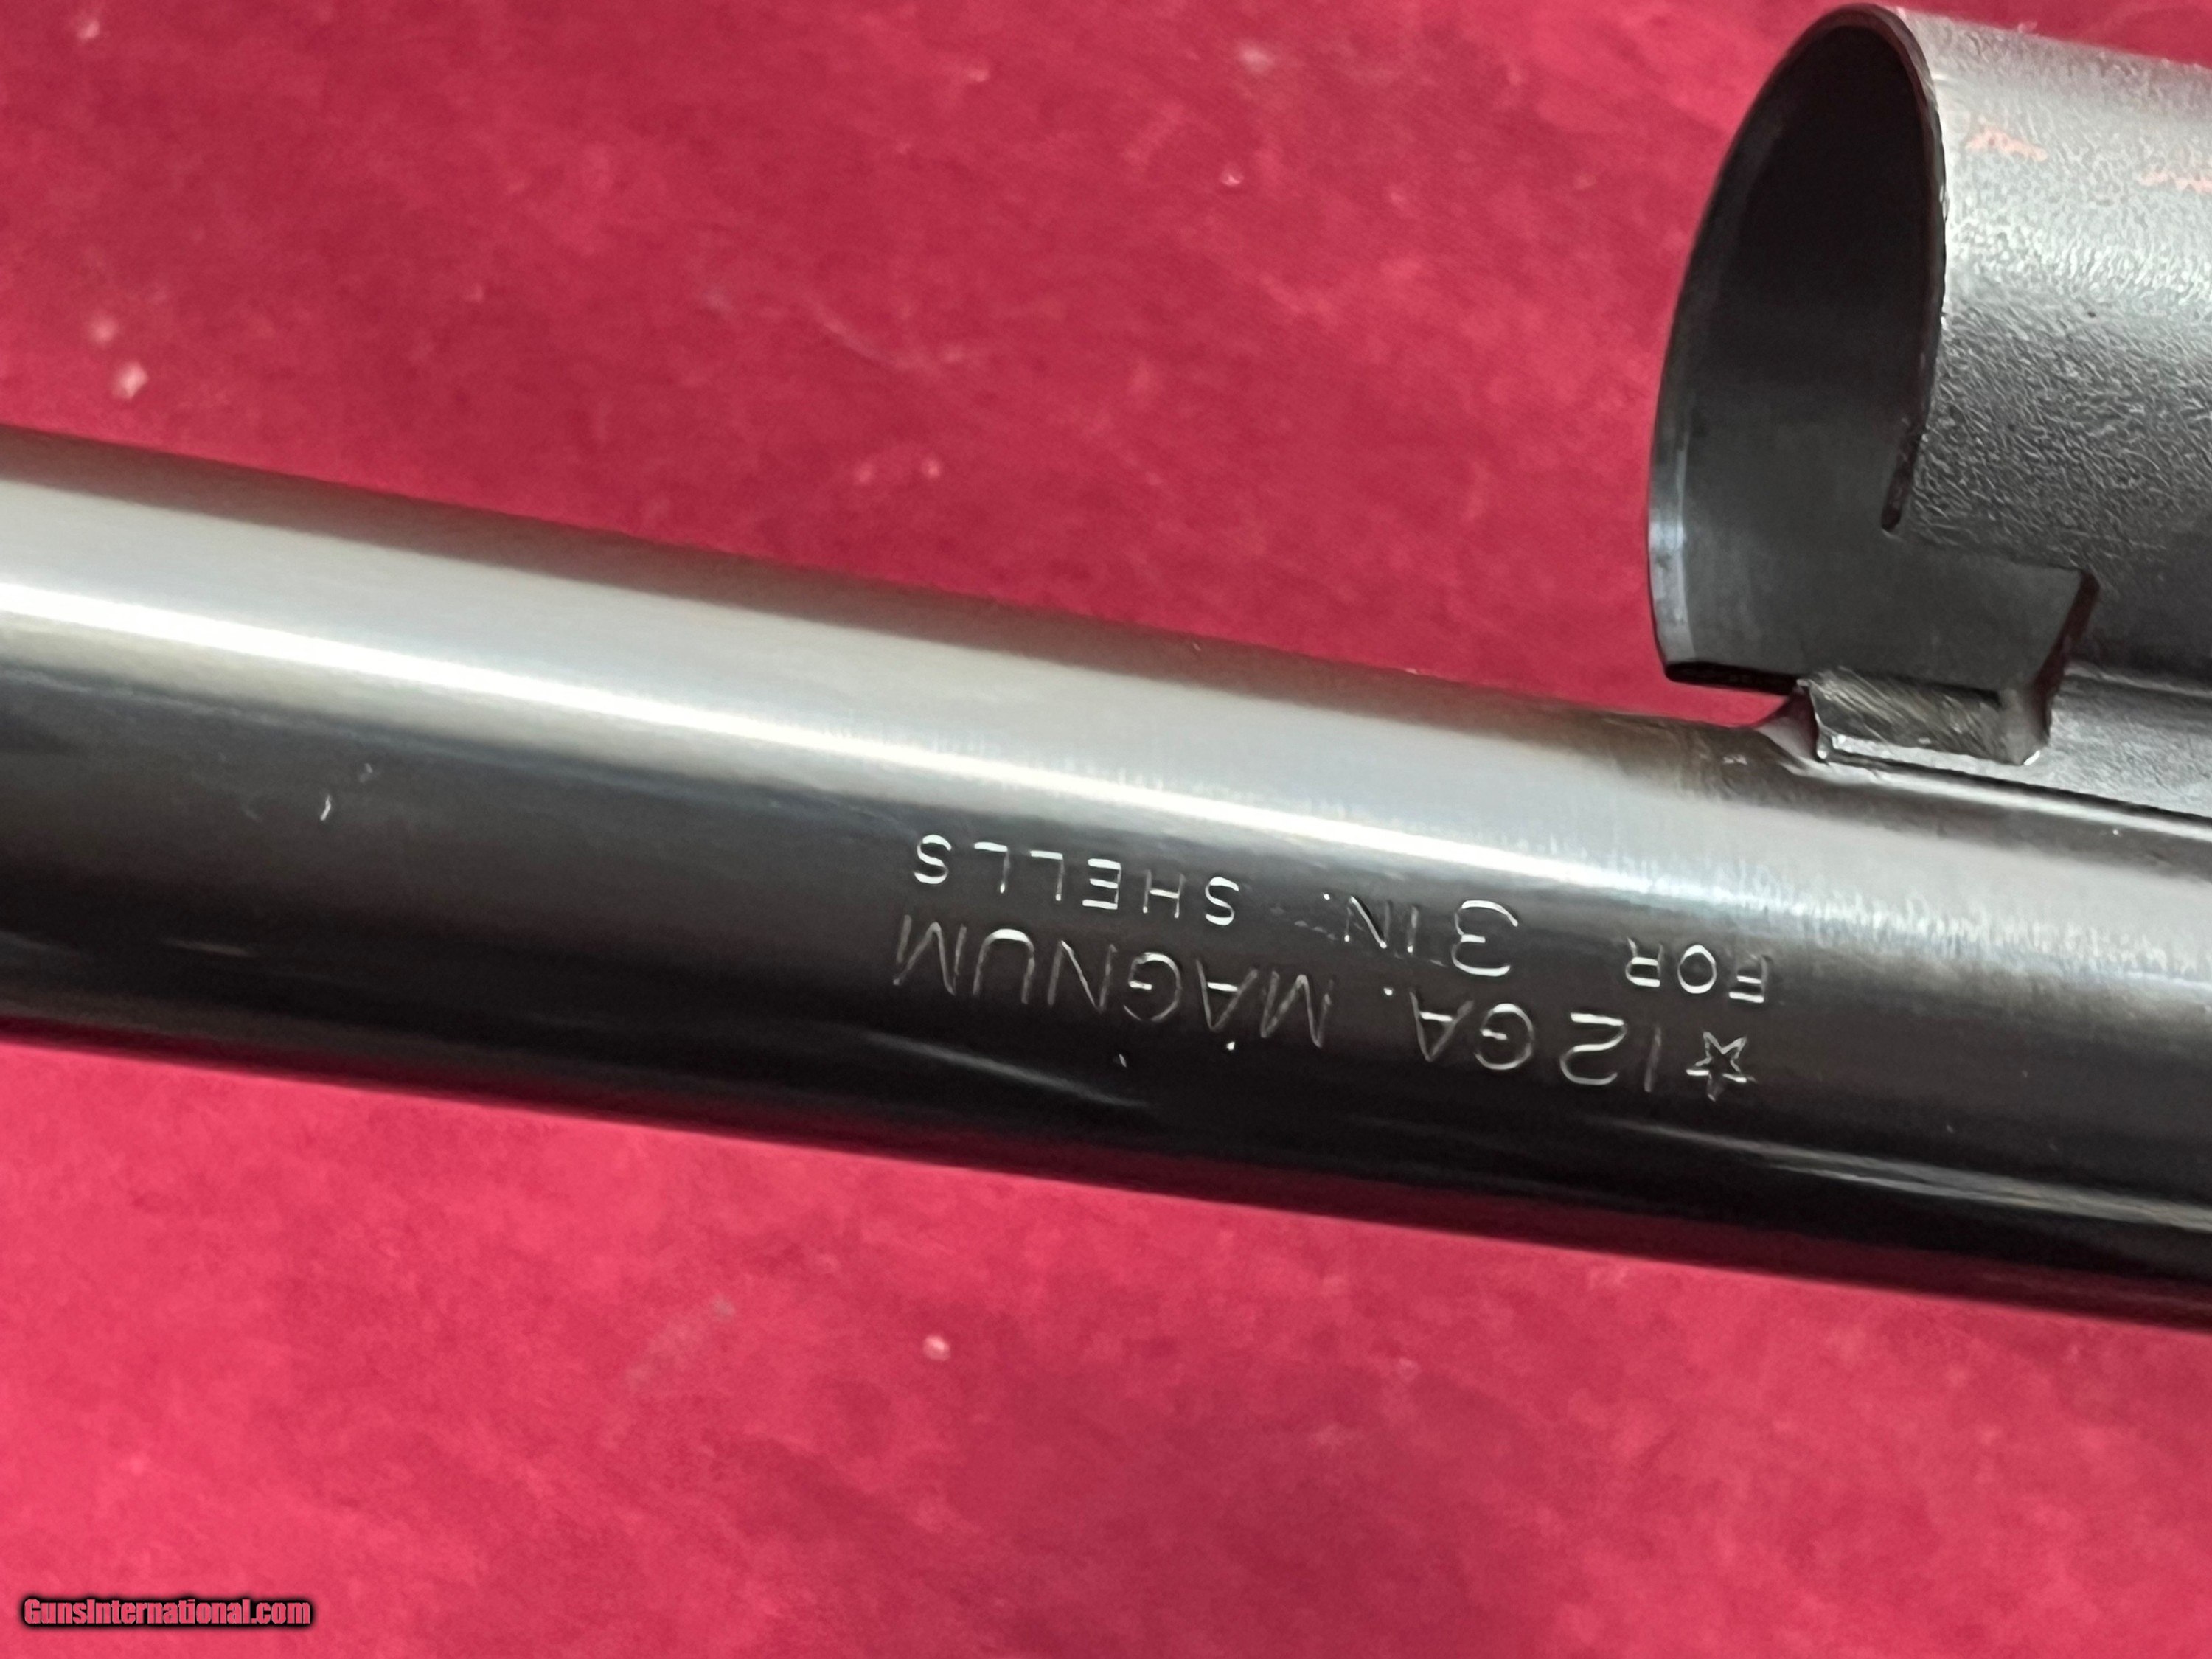 ☆12GA. MAGNUM
FOR 3IN. SHELLS
GunsInternational.com